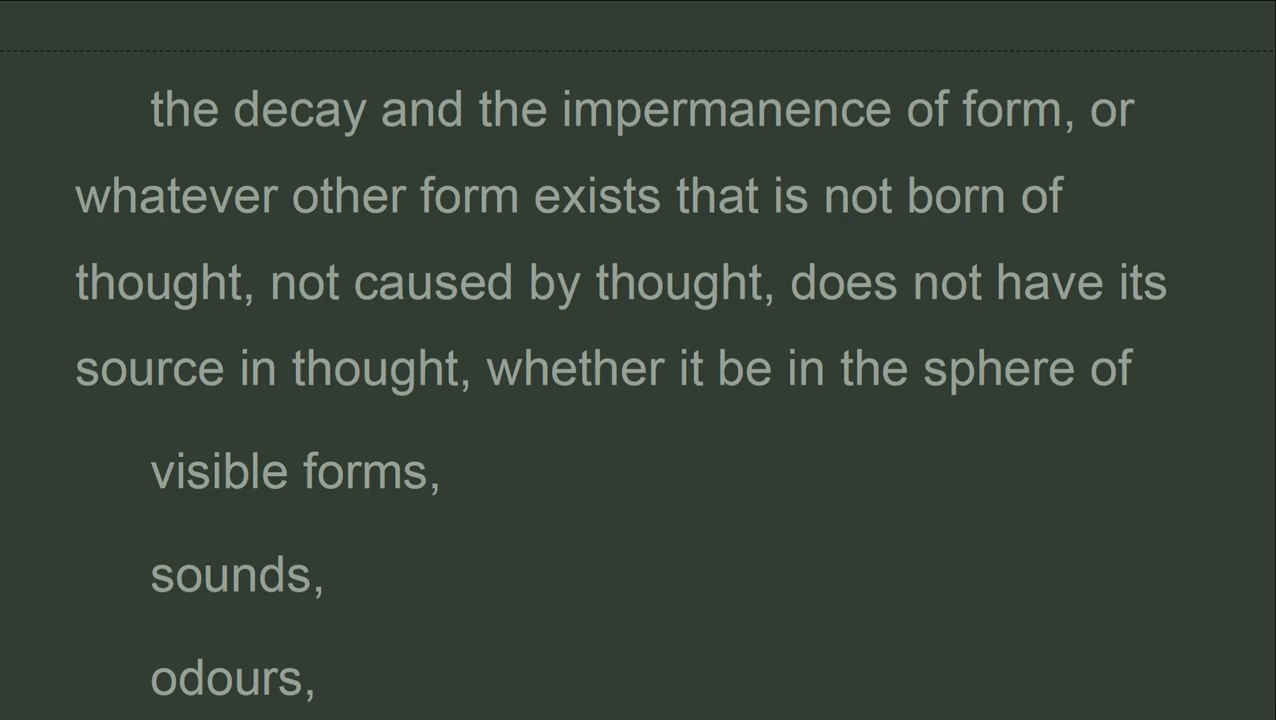 the decay and the impermanence of form, or
whatever other form exists that is not born of
thought, not caused by thought, does not have its
source in thought, whether it be in the sphere of
visible forms,
sounds,
odours,